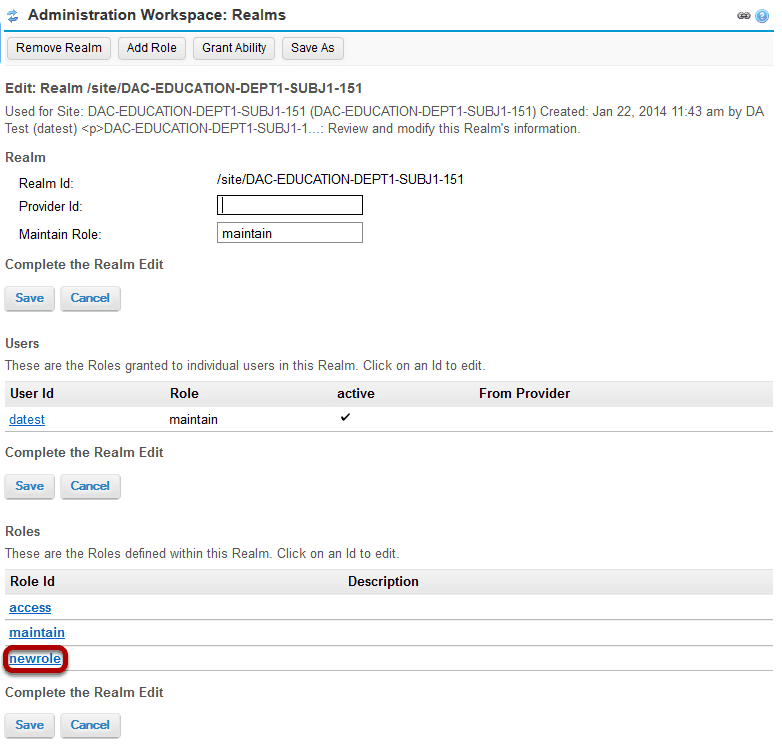 Administration Workspace: Realms
Remove Realm Add Role Grant Ability Save As
Edit: Realm /site/DAC-EDUCATION-DEPT1-SUBJ1-151
Used for Site: DAC-EDUCATION-DEPT1-SUBJ1-151 (DAC-EDUCATION-DEPT1-SUBJ1-151) Created: Jan 22, 2014 11:43 am by DA
Test (datest) <p>DAC-EDUCATION-DEPT1-SUBJ1-1...: Review and modify this Realm's information.
Realm
Realm Id: /site/DAC-EDUCATION-DEPT1-SUBJ1-151
Provider Id:
Maintain Role: maintain
Complete the Realm Edit
Save Cancel
Users
These are the Roles granted to individual users in this Realm. Click on an Id to edit.
User Id Role active From Provider
datest maintain ✔
Complete the Realm Edit
Save Cancel
Roles
These are the Roles defined within this Realm. Click on an Id to edit.
Role Id Description
access
maintain
newrole
Complete the Realm Edit
Save Cancel